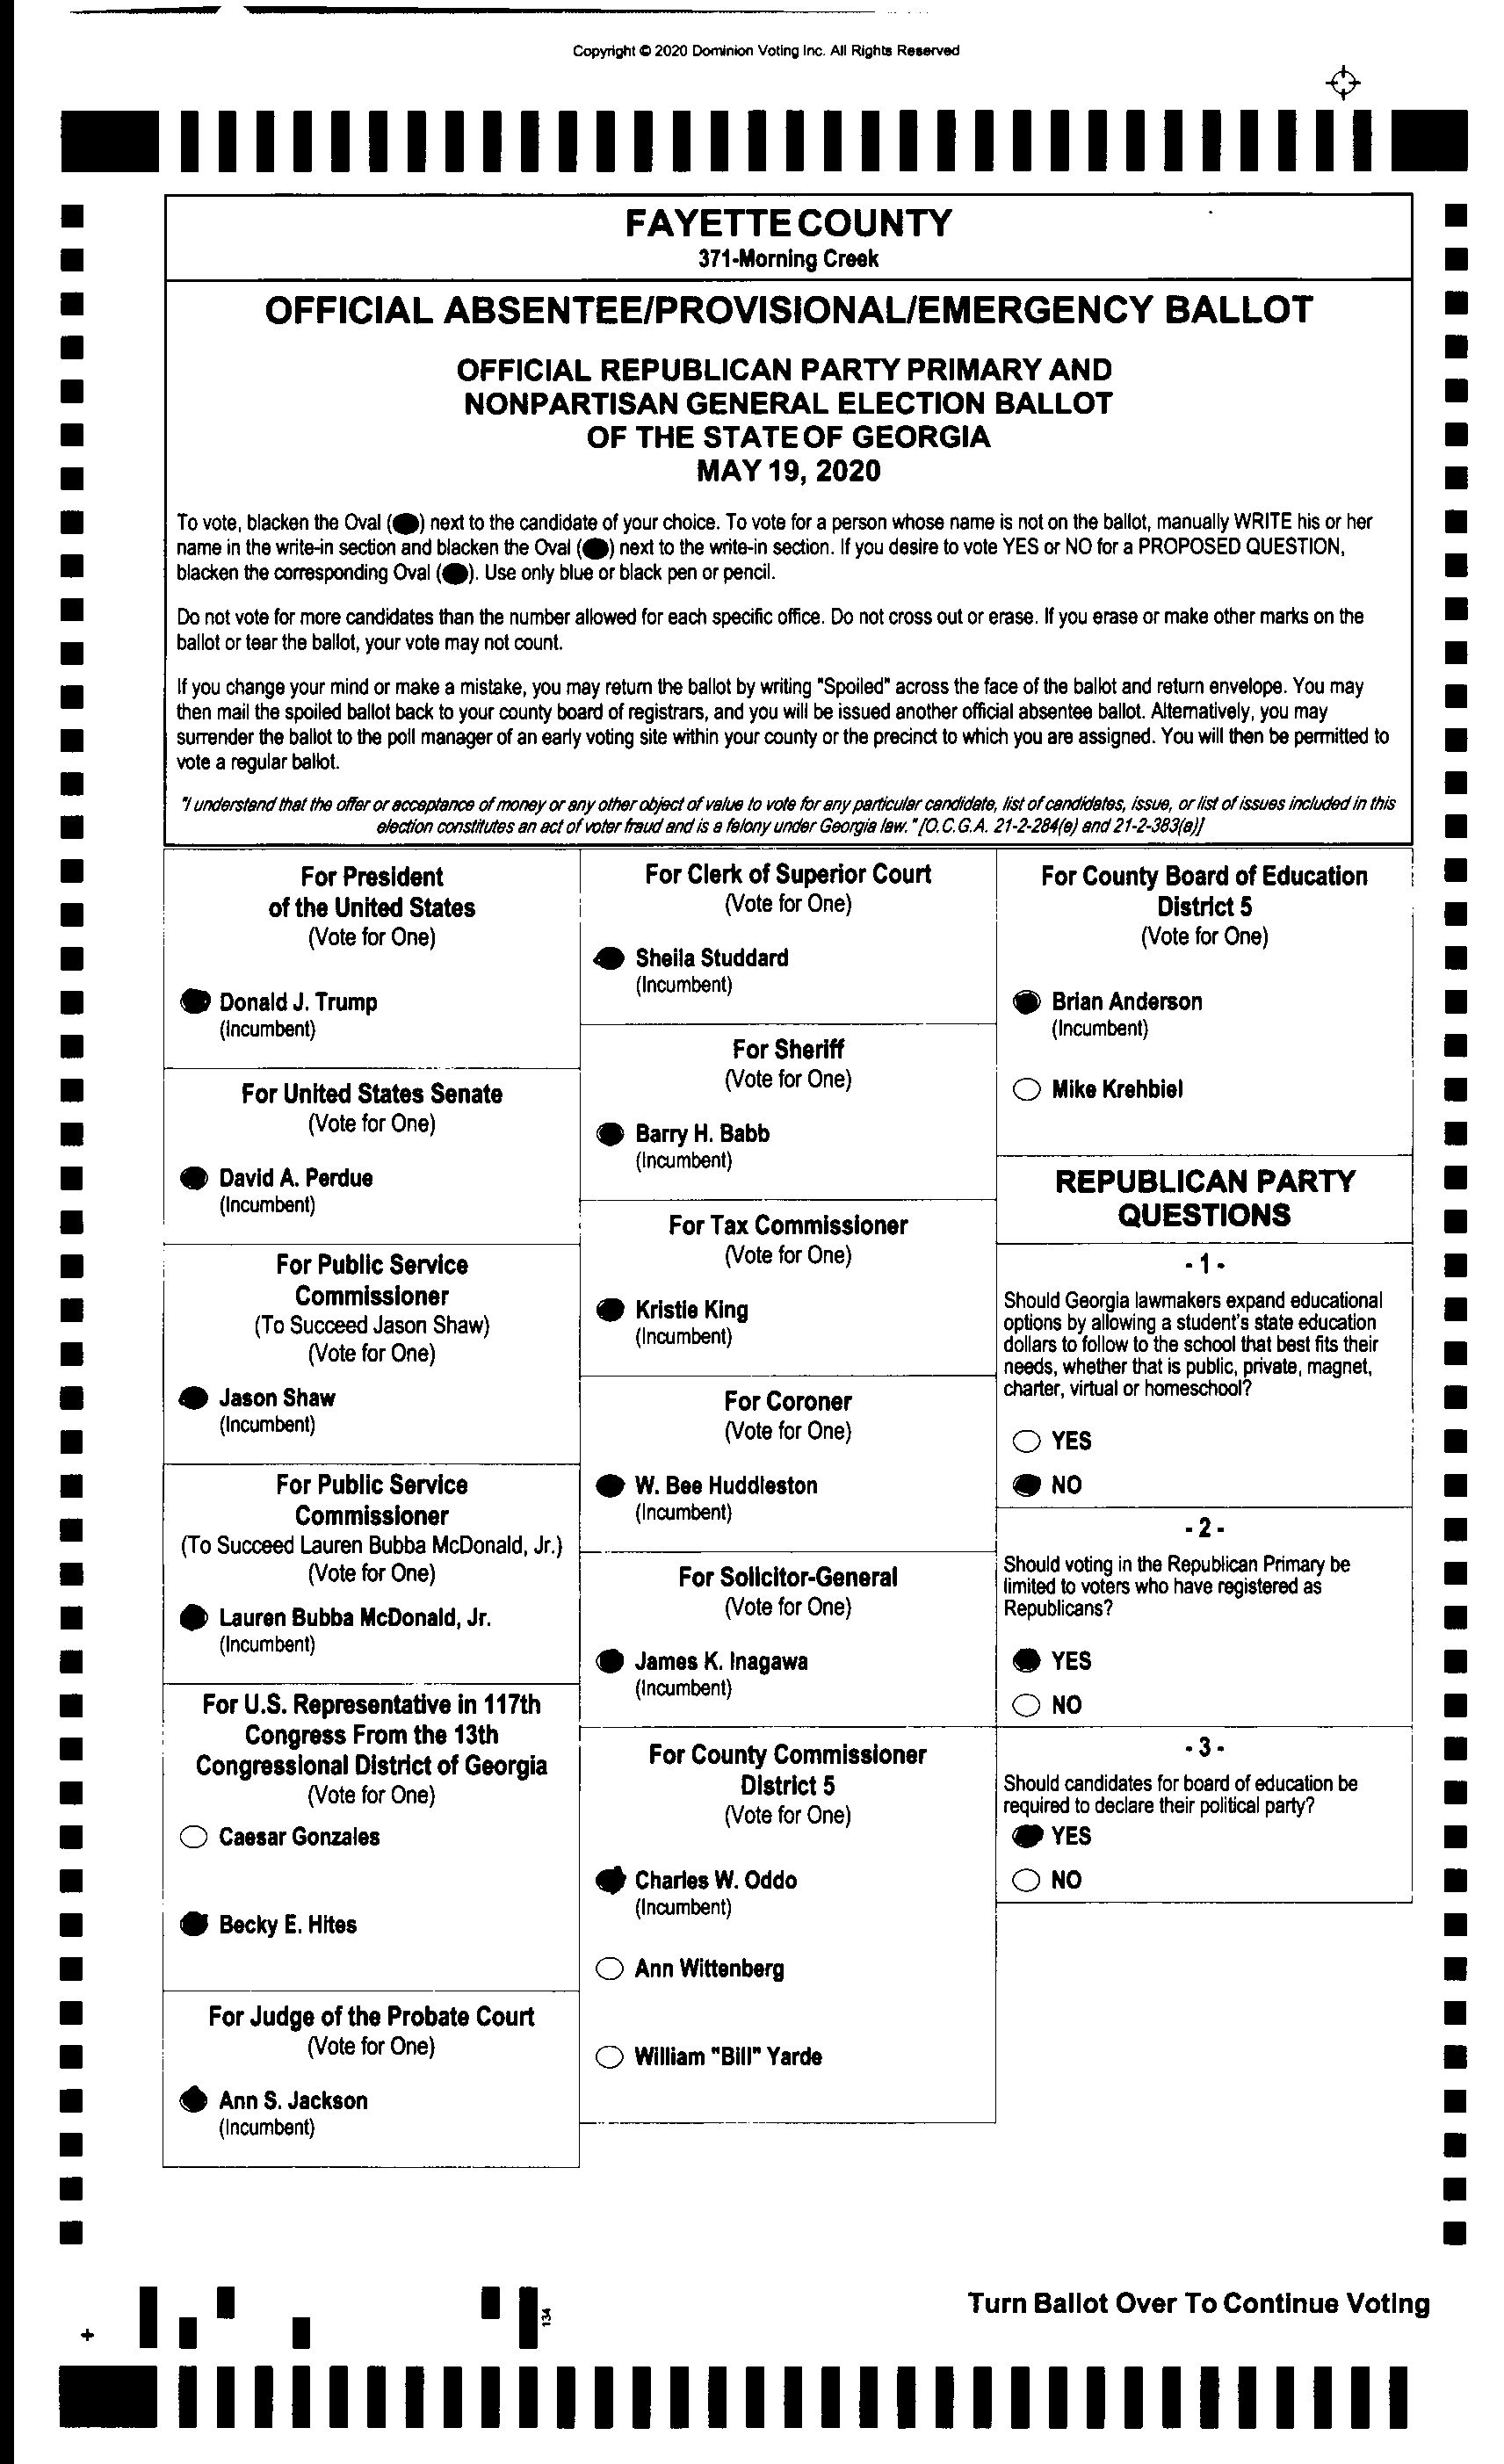 Copyright © 2020 Dominion Voting Inc. All Rights Reserved
FAYETTE COUNTY
371-Morning Creek
OFFICIAL ABSENTEE/PROVISIONAL/EMERGENCY BALLOT
OFFICIAL REPUBLICAN PARTY PRIMARY AND
NONPARTISAN GENERAL ELECTION BALLOT
OF THE STATE OF GEORGIA
MAY 19, 2020
To vote, blacken the Oval (●) next to the candidate of your choice. To vote for a person whose name is not on the ballot, manually WRITE his or her
name in the write-in section and blacken the Oval (●) next to the write-in section. If you desire to vote YES or NO for a PROPOSED QUESTION,
blacken the corresponding Oval (●). Use only blue or black pen or pencil.
Do not vote for more candidates than the number allowed for each specific office. Do not cross out or erase. If you erase or make other marks on the
ballot or tear the ballot, your vote may not count.
If you change your mind or make a mistake, you may return the ballot by writing "Spoiled" across the face of the ballot and return envelope. You may
then mail the spoiled ballot back to your county board of registrars, and you will be issued another official absentee ballot. Alternatively, you may
surrender the ballot to the poll manager of an early voting site within your county or the precinct to which you are assigned. You will then be permitted to
vote a regular ballot.
"I understand that the offer or acceptance of money or any other object of value to vote for any particular candidate, list of candidates, issue, or list of issues included in this
election constitutes an act of voter fraud and is a felony under Georgia law." [O.C.G.A. 21-2-284(e) and 21-2-383(a)]
For President
of the United States
(Vote for One)
Donald J. Trump
(Incumbent)
For United States Senate
(Vote for One)
David A. Perdue
(Incumbent)
For Public Service
Commissioner
(To Succeed Jason Shaw)
(Vote for One)
Jason Shaw
(Incumbent)
For Public Service
Commissioner
(To Succeed Lauren Bubba McDonald, Jr.)
(Vote for One)
Lauren Bubba McDonald, Jr.
(Incumbent)
For U.S. Representative in 117th
Congress From the 13th
Congressional District of Georgia
(Vote for One)
Caesar Gonzales
Becky E. Hites
For Judge of the Probate Court
(Vote for One)
Ann S. Jackson
(Incumbent)
For Clerk of Superior Court
(Vote for One)
Sheila Studdard
(Incumbent)
For Sheriff
(Vote for One)
Barry H. Babb
(Incumbent)
For Tax Commissioner
(Vote for One)
Kristie King
(Incumbent)
For Coroner
(Vote for One)
W. Bee Huddleston
(Incumbent)
For Solicitor-General
(Vote for One)
James K. Inagawa
(Incumbent)
For County Commissioner
District 5
(Vote for One)
Charles W. Oddo
(Incumbent)
Ann Wittenberg
William "Bill" Yarde
For County Board of Education
District 5
(Vote for One)
Brian Anderson
(Incumbent)
Mike Krehbiel
REPUBLICAN PARTY
QUESTIONS
- 1 -
Should Georgia lawmakers expand educational
options by allowing a student's state education
dollars to follow to the school that best fits their
needs, whether that is public, private, magnet,
charter, virtual or homeschool?
YES
NO
- 2 -
Should voting in the Republican Primary be
limited to voters who have registered as
Republicans?
YES
NO
- 3 -
Should candidates for board of education be
required to declare their political party?
YES
NO
134
Turn Ballot Over To Continue Voting